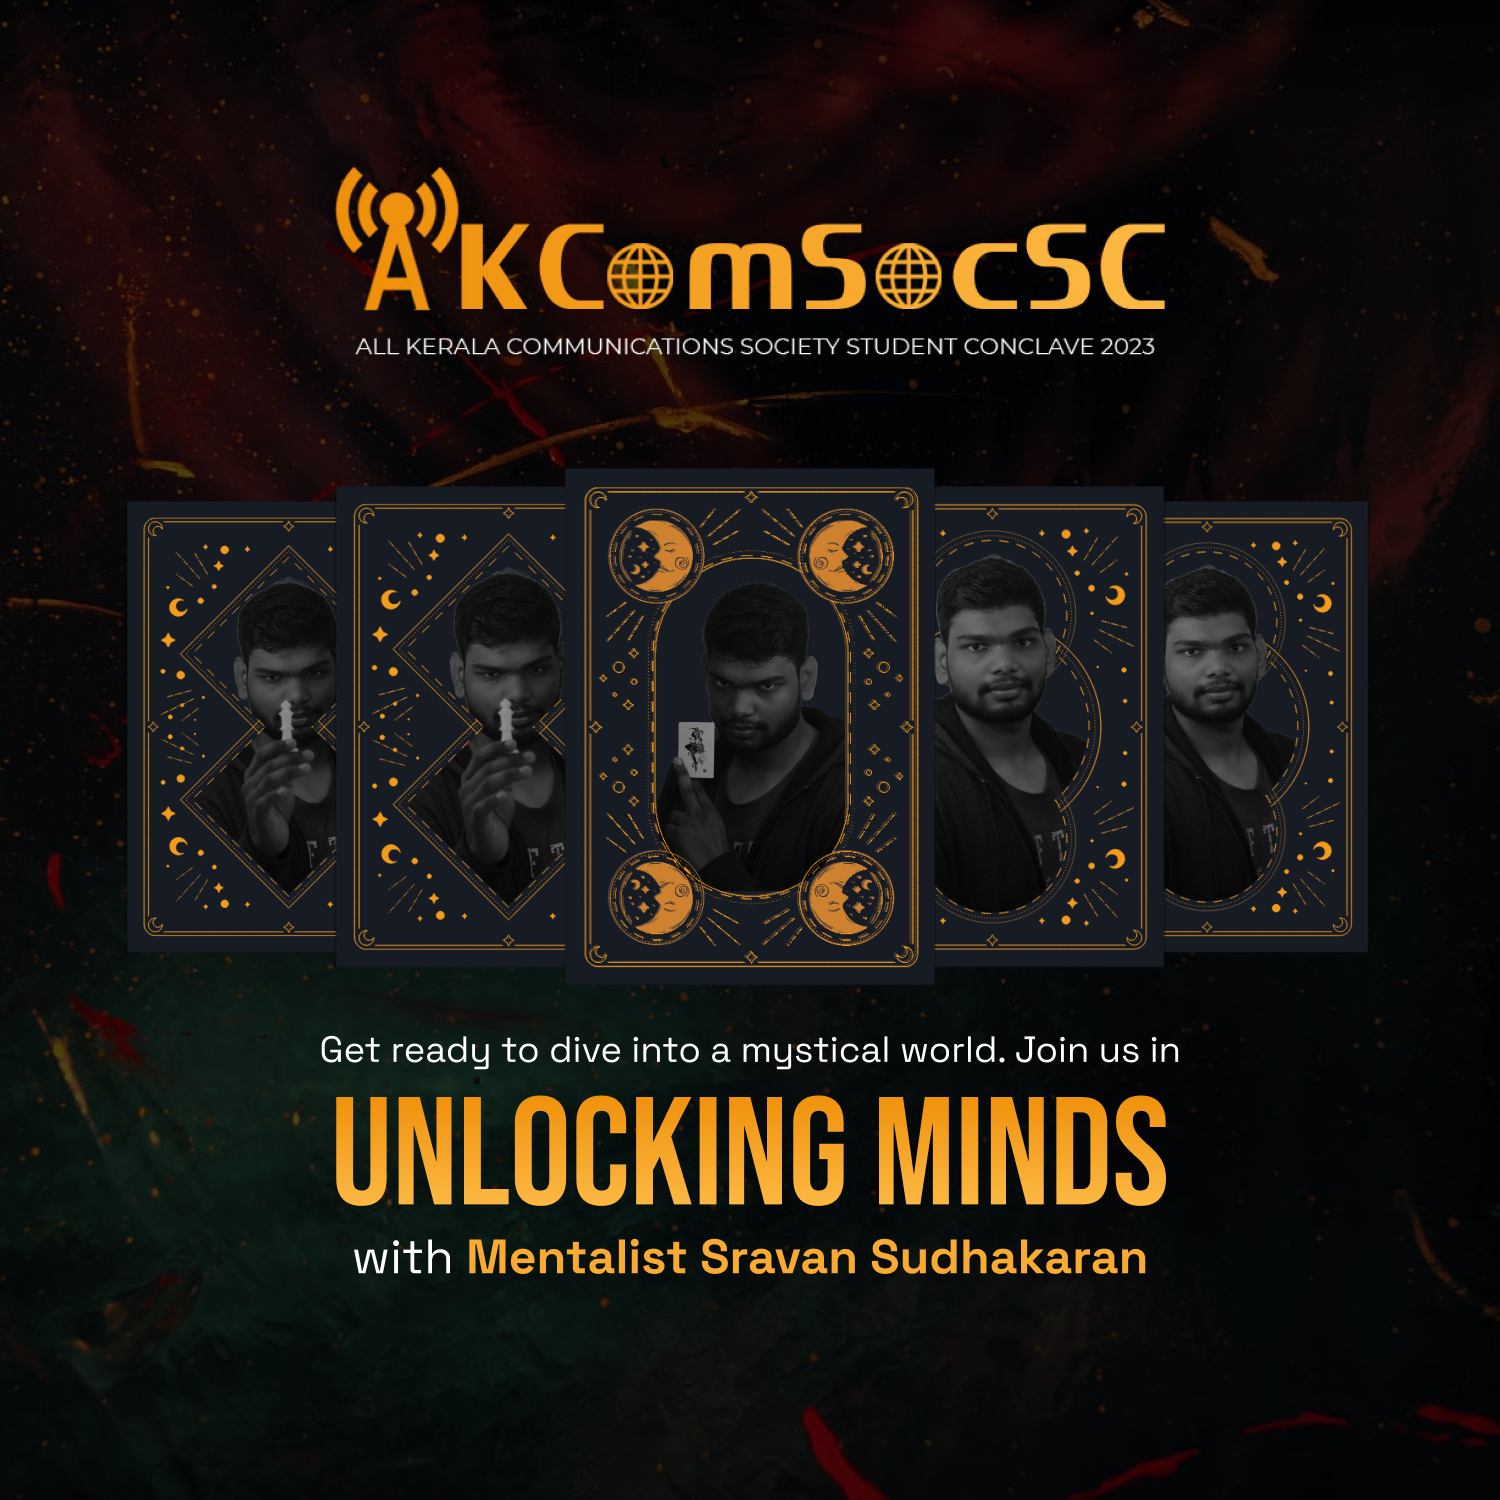 AKComSocSC
ALL KERALA COMMUNICATIONS SOCIETY STUDENT CONCLAVE 2023
Get ready to dive into a mystical world. Join us in
UNLOCKING MINDS
with Mentalist Sravan Sudhakaran